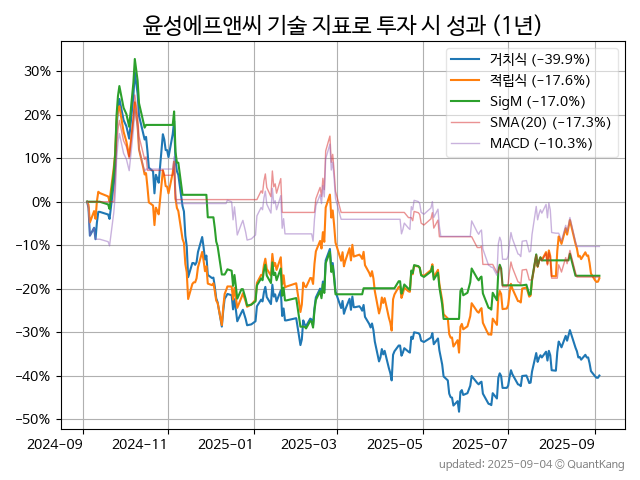 윤성에프앤씨 기술 지표로 투자 시 성과 (1년)
거치식 (−39.9%)
적립식 (−17.6%)
SigM (−17.0%)
SMA(20) (−17.3%)
MACD (−10.3%)
30%
20%
10%
0%
−10%
−20%
−30%
−40%
−50%
2024-09 2024-11 2025-01 2025-03 2025-05 2025-07 2025-09
updated: 2025-09-04 © QuantKang